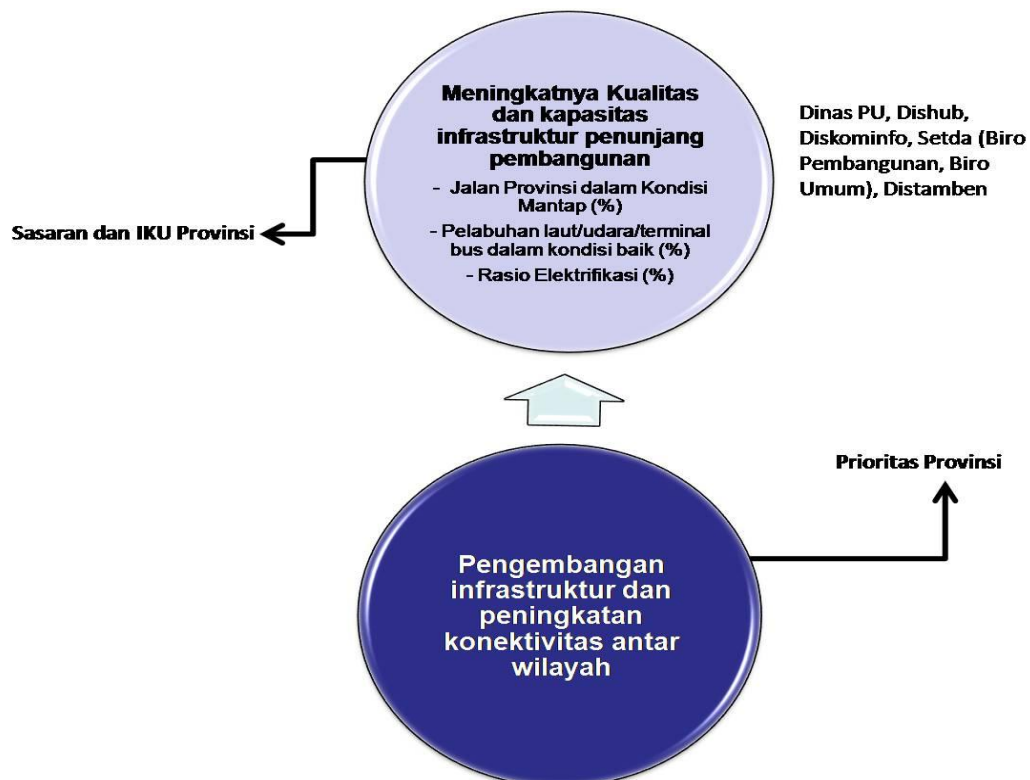 Meningkatnya Kualitas
dan kapasitas
infrastruktur penunjang
pembangunan
- Jalan Provinsi dalam Kondisi
Mantap (%)
- Pelabuhan laut/udara/terminal
bus dalam kondisi baik (%)
- Rasio Elektrifikasi (%)
Dinas PU, Dishub,
Diskominfo, Setda (Biro
Pembangunan, Biro
Umum), Distamben
Sasaran dan IKU Provinsi
Prioritas Provinsi
Pengembangan
infrastruktur dan
peningkatan
konektivitas antar
wilayah